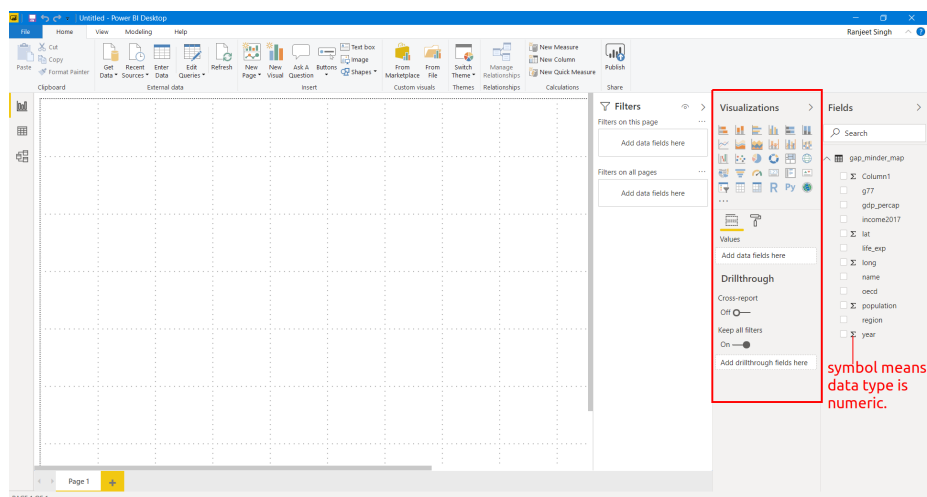 Untitled - Power BI Desktop
File Home View Modeling Help Ranjeet Singh
Paste
Cut
Copy
Format Painter
Clipboard
Get Data
Recent Sources
Enter Data
Edit Queries
Refresh
External data
New Page
New Visual
Ask A Question
Buttons
Text box
Image
Shapes
Insert
From Marketplace
From File
Custom visuals
Switch Theme
Themes
Manage Relationships
Relationships
New Measure
New Column
New Quick Measure
Calculations
Publish
Share
Filters
Filters on this page ...
Add data fields here
Filters on all pages ...
Add data fields here
Visualizations
R Py
...
Values
Add data fields here
Drillthrough
Cross-report
Off
Keep all filters
On
Add drillthrough fields here
Fields
Search
gap_minder_map
Σ Column1
g77
gdp_percap
income2017
Σ lat
life_exp
Σ long
name
oecd
Σ population
region
Σ year
symbol means
data type is
numeric.
Page 1 +